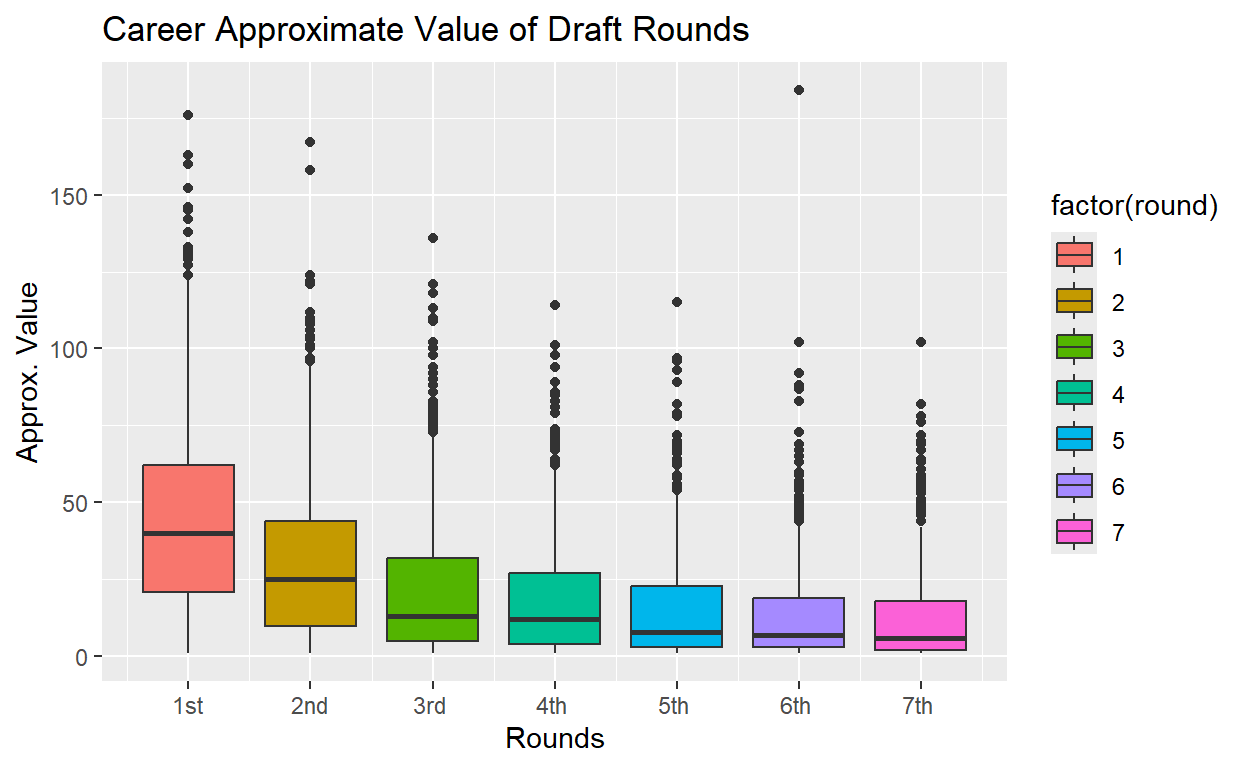 Career Approximate Value of Draft Rounds
Approx. Value
150
100
50
0
1st 2nd 3rd 4th 5th 6th 7th
Rounds
factor(round)
1
2
3
4
5
6
7